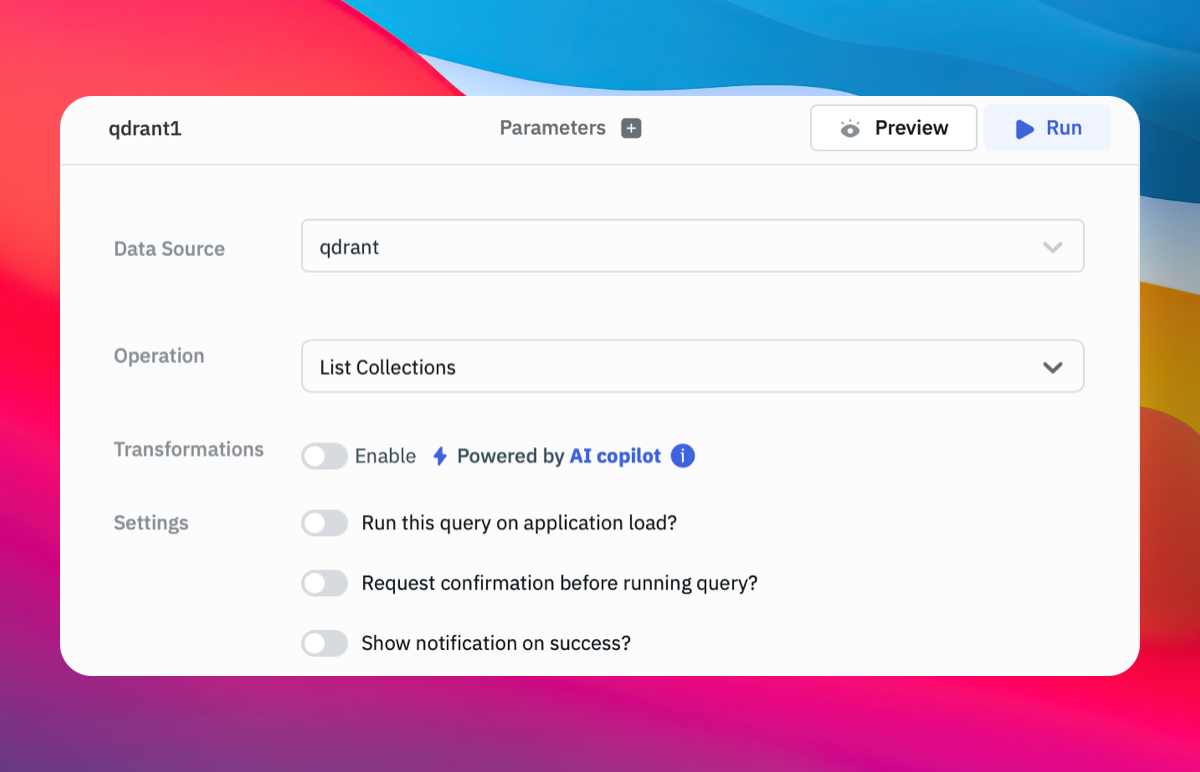 qdrant1
Parameters
Preview
Run
Data Source
qdrant
Operation
List Collections
Transformations
Enable
Powered by AI copilot
Settings
Run this query on application load?
Request confirmation before running query?
Show notification on success?